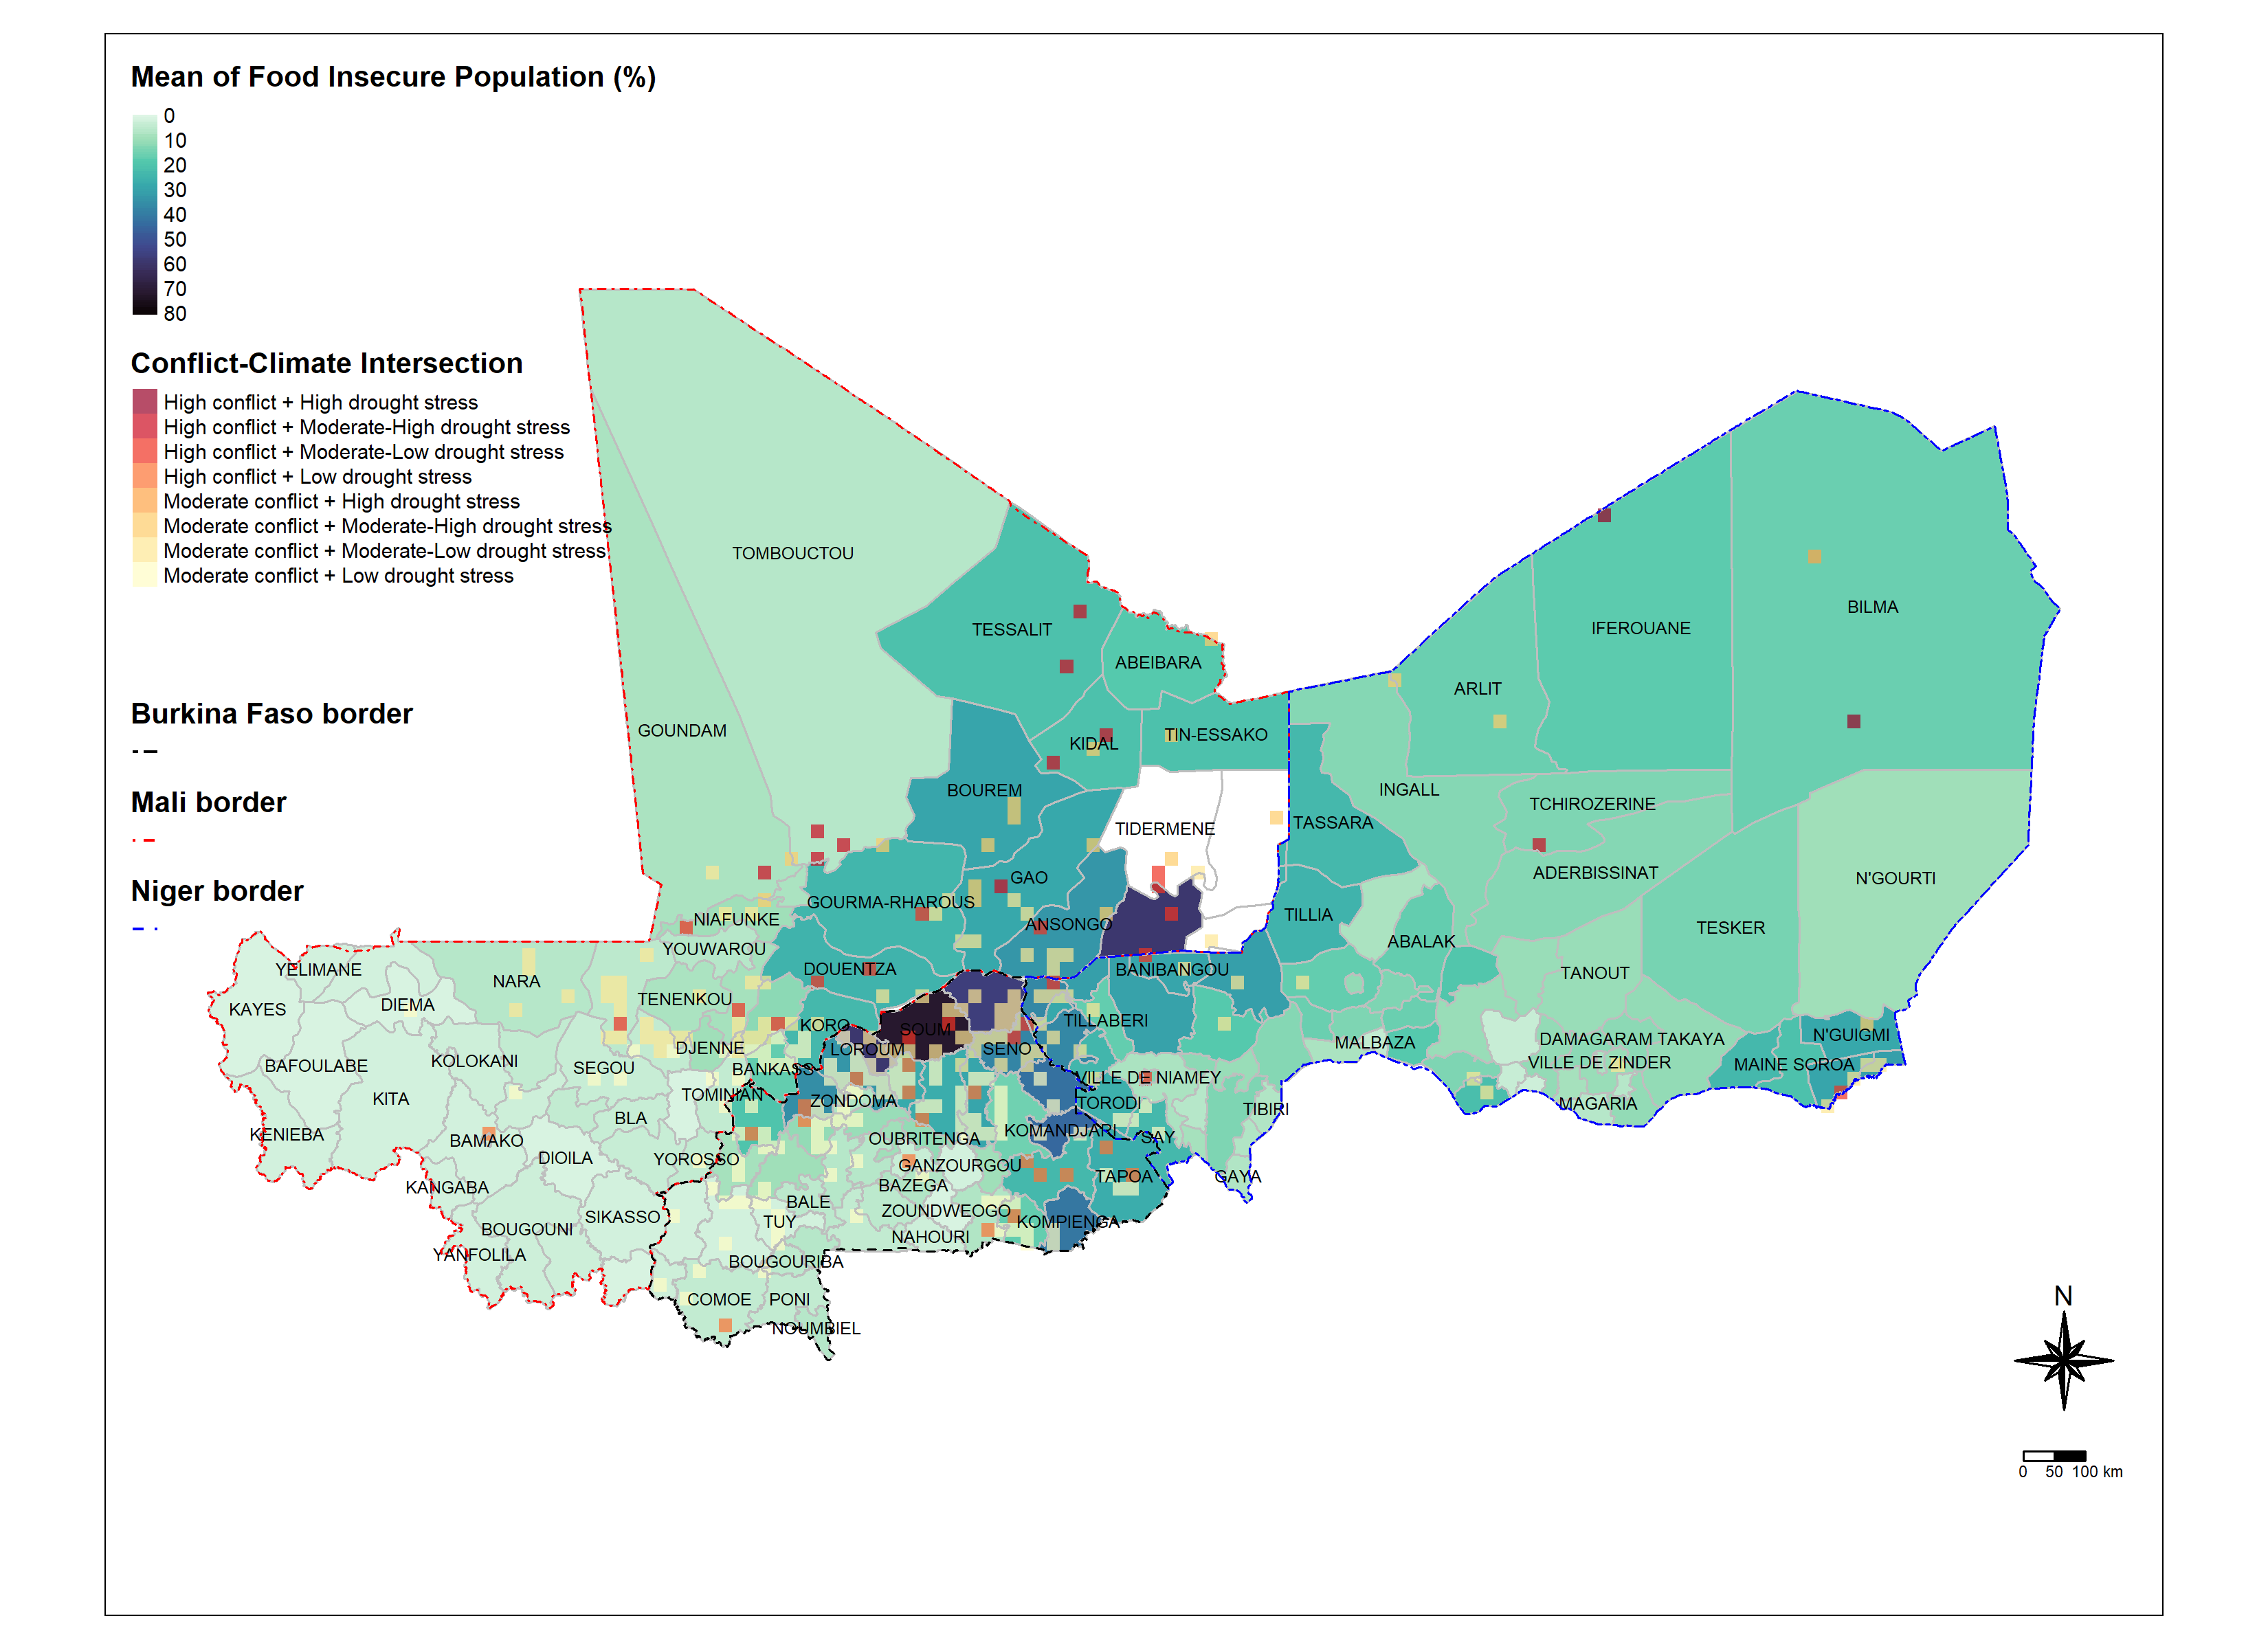 Mean of Food Insecure Population (%)
0
10
20
30
40
50
60
70
80
Conflict-Climate Intersection
High conflict + High drought stress
High conflict + Moderate-High drought stress
High conflict + Moderate-Low drought stress
High conflict + Low drought stress
Moderate conflict + High drought stress
Moderate conflict + Moderate-High drought stress
Moderate conflict + Moderate-Low drought stress
Moderate conflict + Low drought stress
Burkina Faso border
Mali border
Niger border
TOMBOUCTOU
BILMA
TESSALIT
IFEROUANE
ABEIBARA
ARLIT
GOUNDAM
KIDAL
TIN-ESSAKO
BOUREM
INGALL
TCHIROZERINE
TIDERMENE
TASSARA
GAO
ADERBISSINAT
N'GOURTI
GOURMA-RHAROUS
NIAFUNKE
ANSONGO
TILLIA
TESKER
YOUWAROU
ABALAK
YELIMANE
DOUENTZA
BANIBANGOU
TANOUT
NARA
KAYES
DIEMA
TENENKOU
KORO
SOUM
TILLABERI
N'GUIGMI
DJENNE
LOROUM
SENO
MALBAZA
DAMAGARAM TAKAYA
BAFOULABE
KOLOKANI
SEGOU
BANKASS
VILLE DE NIAMEY
VILLE DE ZINDER
MAINE SOROA
KITA
TOMINIAN
ZONDOMA
TORODI
TIBIRI
MAGARIA
BLA
KENIEBA
BAMAKO
OUBRITENGA
KOMANDJARI
SAY
DIOILA
YOROSSO
GANZOURGOU
TAPOA
GAYA
KANGABA
BAZEGA
BALE
SIKASSO
ZOUNDWEOGO
BOUGOUNI
TUY
KOMPIENGA
NAHOURI
YANFOLILA
BOUGOURIBA
COMOE
PONI
NOUMBIEL
N
0 50 100 km